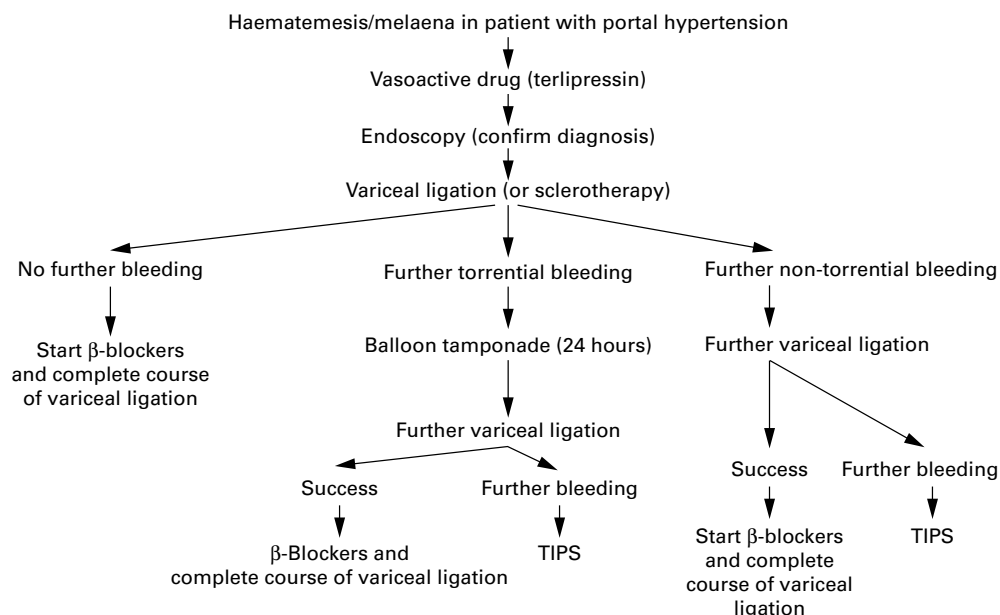 Haematemesis/melaena in patient with portal hypertension
Vasoactive drug (terlipressin)
Endoscopy (confirm diagnosis)
Variceal ligation (or sclerotherapy)
No further bleeding
Further torrential bleeding
Further non-torrential bleeding
Start β-blockers
and complete course
of variceal ligation
Balloon tamponade (24 hours)
Further variceal ligation
Further variceal ligation
Success
Further bleeding
Success
Further bleeding
β-Blockers and
complete course of variceal ligation
TIPS
Start β-blockers
and complete
course of variceal
ligation
TIPS